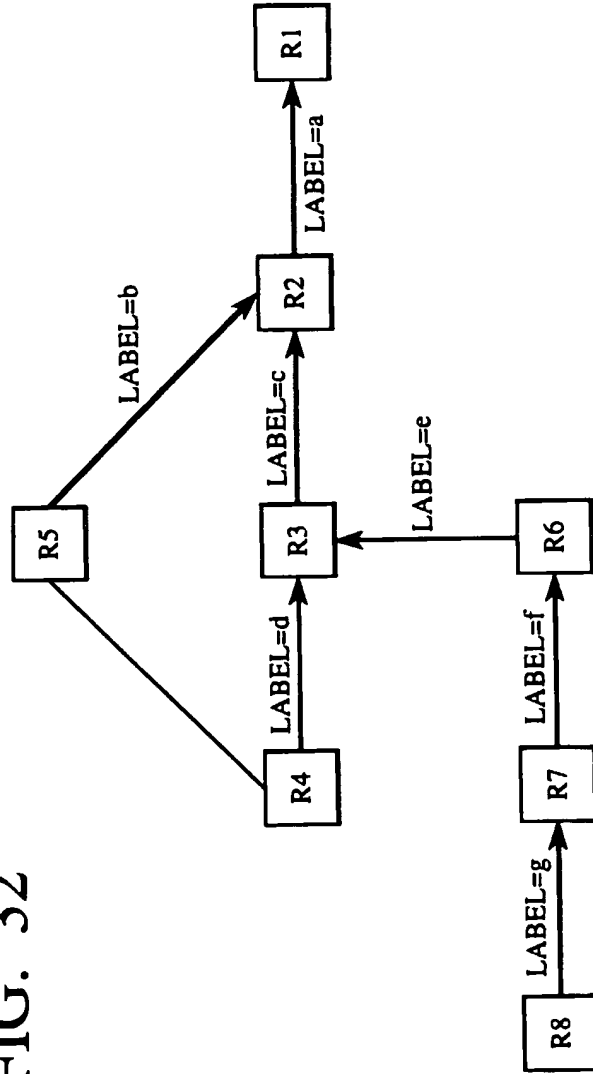 FIG. 32
R5
LABEL=b
R4
LABEL=d
R3
LABEL=c
R2
LABEL=a
R1
LABEL=e
R8
LABEL=g
R7
LABEL=f
R6